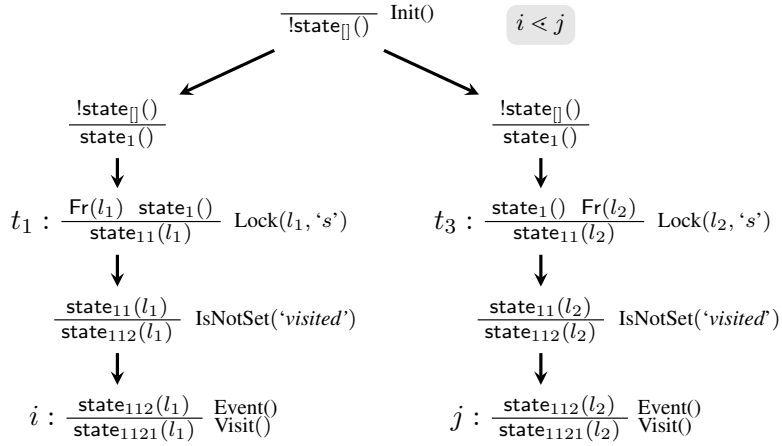 !state[]() Init()
i ⋖ j
!state[]()
state1()
!state[]()
state1()
t1 : Fr(l1) state1()
state11(l1)
Lock(l1, ‘s’)
t3 : state1() Fr(l2)
state11(l2)
Lock(l2, ‘s’)
state11(l1)
state112(l1)
IsNotSet(‘visited’)
state11(l2)
state112(l2)
IsNotSet(‘visited’)
i : state112(l1)
state1121(l1)
Event()
Visit()
j : state112(l2)
state1121(l2)
Event()
Visit()